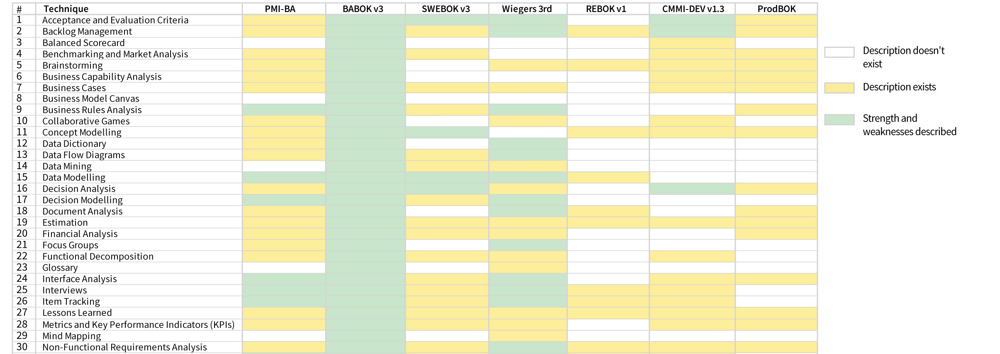 # Technique PMI-BA BABOK v3 SWEBOK v3 Wiegers 3rd REBOK v1 CMMI-DEV v1.3 ProdBOK
1 Acceptance and Evaluation Criteria
2 Backlog Management
3 Balanced Scorecard
4 Benchmarking and Market Analysis
5 Brainstorming
6 Business Capability Analysis
7 Business Cases
8 Business Model Canvas
9 Business Rules Analysis
10 Collaborative Games
11 Concept Modelling
12 Data Dictionary
13 Data Flow Diagrams
14 Data Mining
15 Data Modelling
16 Decision Analysis
17 Decision Modelling
18 Document Analysis
19 Estimation
20 Financial Analysis
21 Focus Groups
22 Functional Decomposition
23 Glossary
24 Interface Analysis
25 Interviews
26 Item Tracking
27 Lessons Learned
28 Metrics and Key Performance Indicators (KPIs)
29 Mind Mapping
30 Non-Functional Requirements Analysis
Description doesn't
exist
Description exists
Strength and
weaknesses described